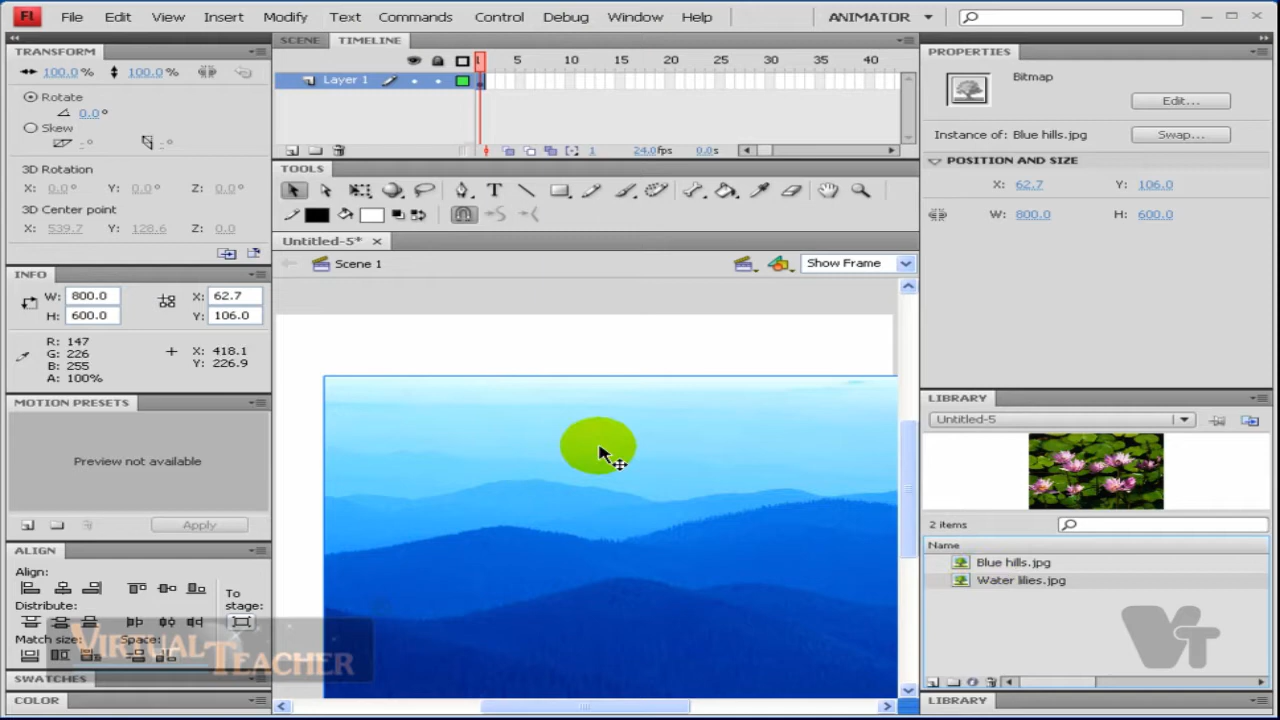 Fl File Edit View Insert Modify Text Commands Control Debug Window Help ANIMATOR
TRANSFORM
100.0 % 100.0 %
Rotate
0.0°
Skew
-° -°
3D Rotation
X: 0.0° Y: 0.0° Z: 0.0°
3D Center point
X: 539.7 Y: 128.6 Z: 0.0
INFO
W: 800.0 X: 62.7
H: 600.0 Y: 106.0
R: 147
G: 226
B: 255
A: 100%
X: 418.1
Y: 226.9
MOTION PRESETS
Preview not available
Apply
ALIGN
Align:
To
stage:
Distribute:
Match size: Space:
SWATCHES
COLOR
SCENE TIMELINE
1 5 10 15 20 25 30 35 40
Layer 1
1 24.0fps 0.0s
TOOLS
Untitled-5*
Scene 1 Show Frame
PROPERTIES
Bitmap
Edit...
Instance of: Blue hills.jpg Swap...
POSITION AND SIZE
X: 62.7 Y: 106.0
W: 800.0 H: 600.0
LIBRARY
Untitled-5
2 items
Name
Blue hills.jpg
Water lilies.jpg
LIBRARY
VIRTUAL TEACHER
VT